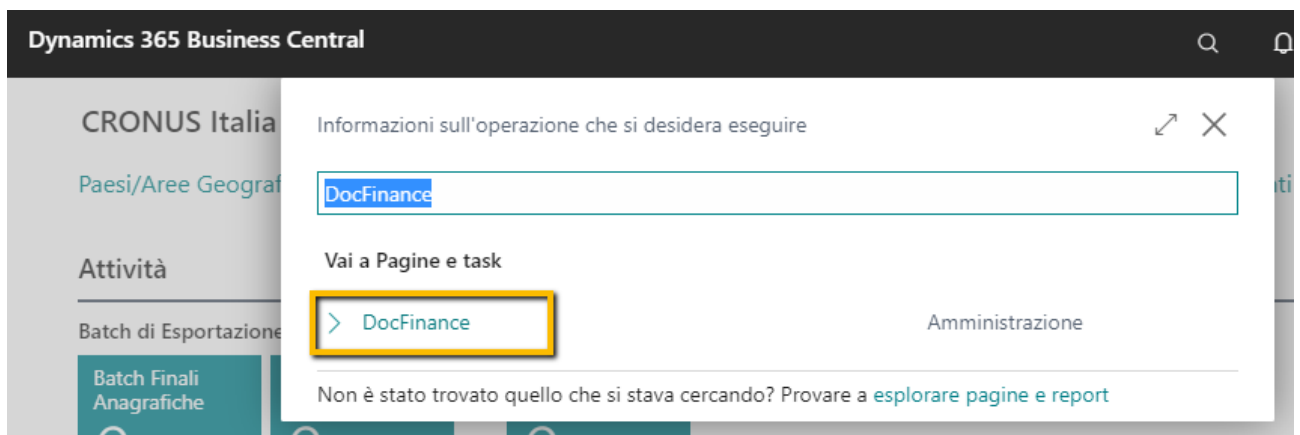 Dynamics 365 Business Central
CRONUS Italia
Informazioni sull'operazione che si desidera eseguire
Paesi/Aree Geograf
DocFinance
ti
Vai a Pagine e task
Attività
DocFinance Amministrazione
Batch di Esportazione
Batch Finali
Anagrafiche
Non è stato trovato quello che si stava cercando? Provare a esplorare pagine e report